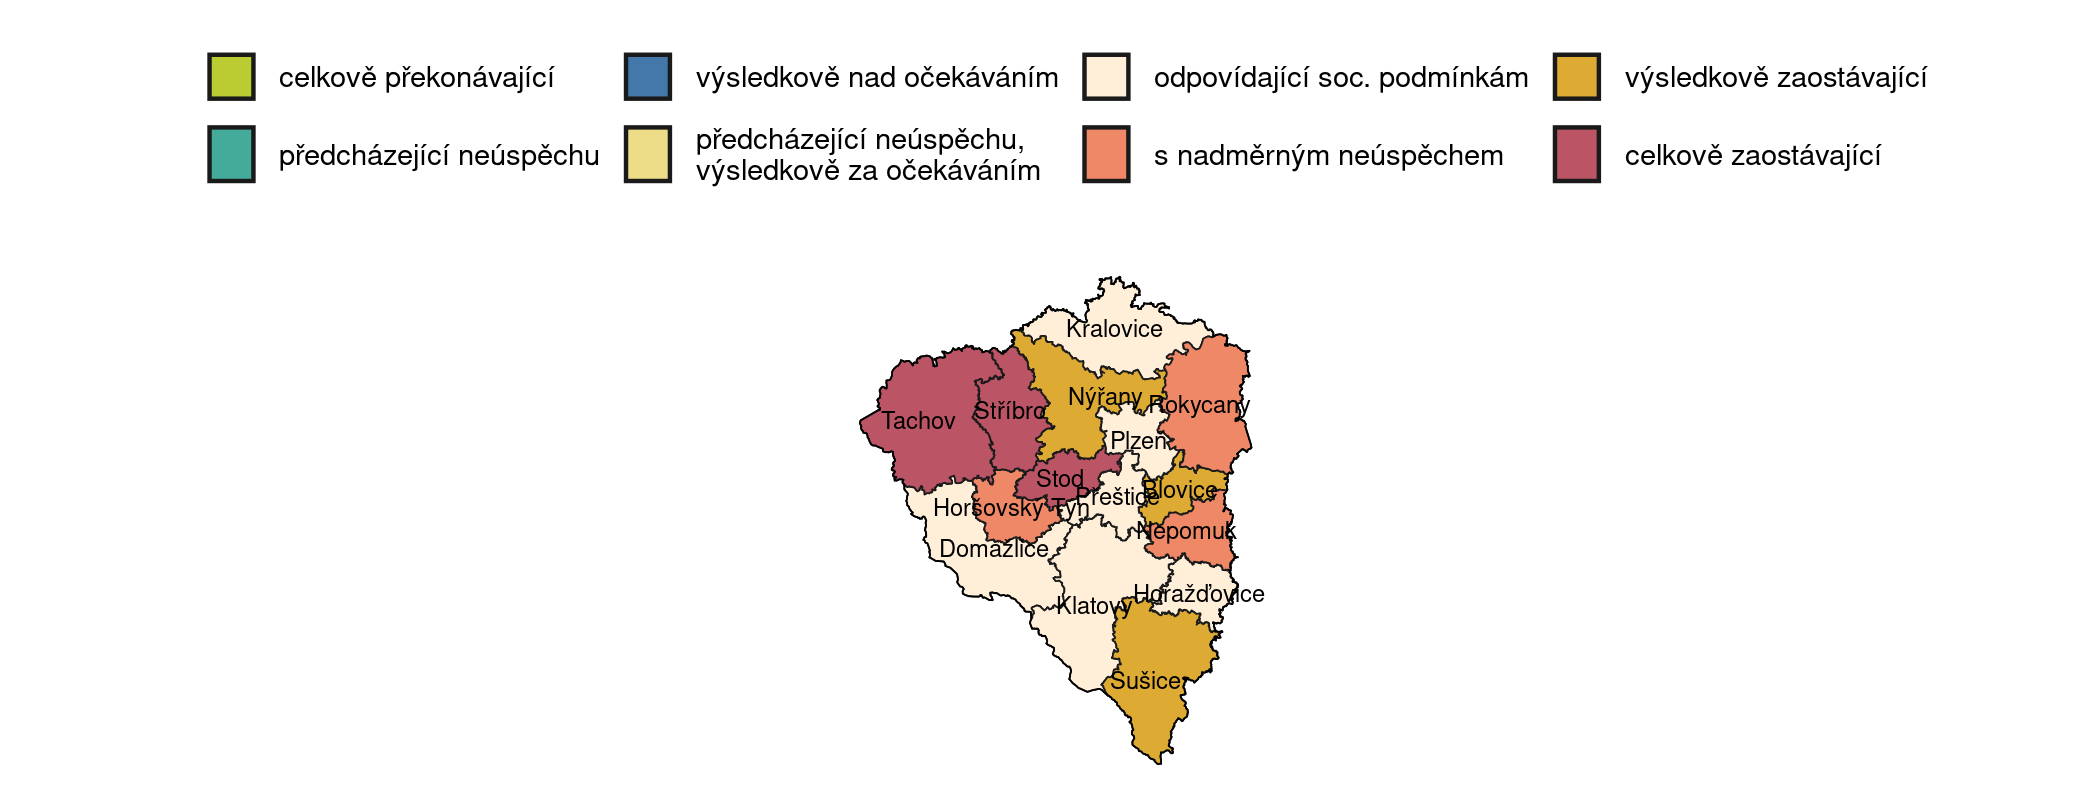 celkově překonávající
výsledkově nad očekáváním
odpovídající soc. podmínkám
výsledkově zaostávající
předcházející neúspěchu
předcházející neúspěchu,
výsledkově za očekáváním
s nadměrným neúspěchem
celkově zaostávající
Kralovice
Nýřany
Rokycany
Stříbro
Tachov
Plzeň
Stod
Blovice
Přeštice
Horšovský Týn
Nepomuk
Domažlice
Horažďovice
Klatovy
Sušice